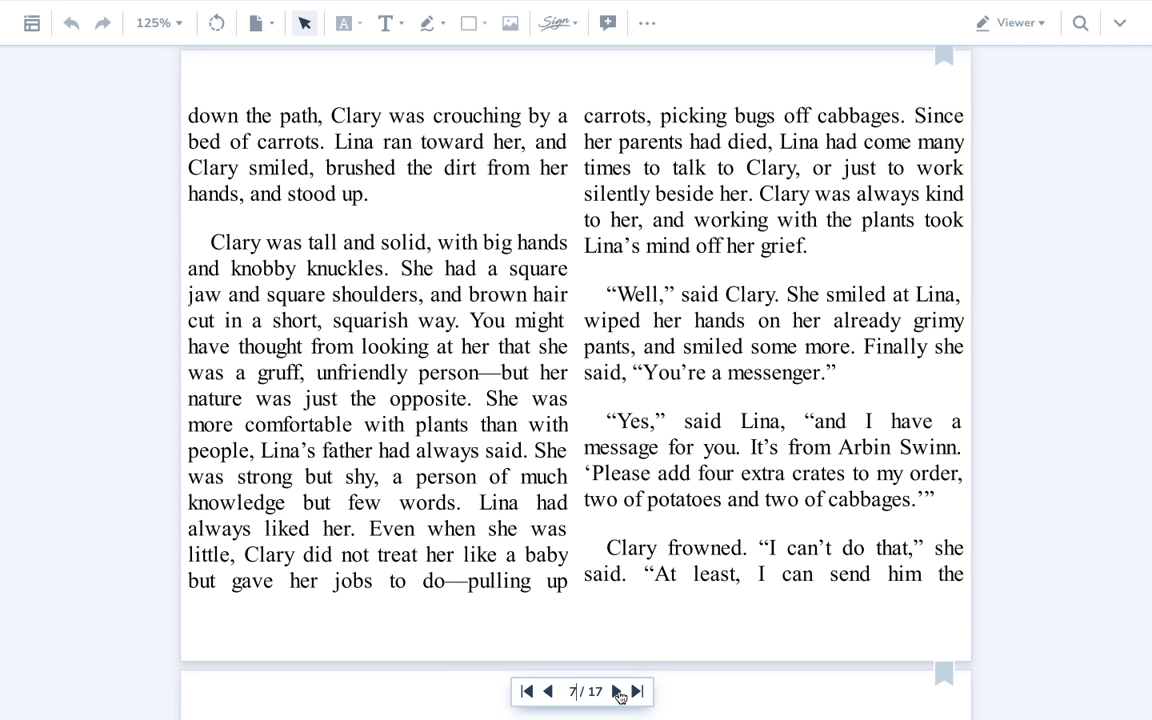 125%
A
T
Sign
Viewer
down the path, Clary was crouching by a
bed of carrots. Lina ran toward her, and
Clary smiled, brushed the dirt from her
hands, and stood up.
Clary was tall and solid, with big hands
and knobby knuckles. She had a square
jaw and square shoulders, and brown hair
cut in a short, squarish way. You might
have thought from looking at her that she
was a gruff, unfriendly person—but her
nature was just the opposite. She was
more comfortable with plants than with
people, Lina’s father had always said. She
was strong but shy, a person of much
knowledge but few words. Lina had
always liked her. Even when she was
little, Clary did not treat her like a baby
but gave her jobs to do—pulling up
carrots, picking bugs off cabbages. Since
her parents had died, Lina had come many
times to talk to Clary, or just to work
silently beside her. Clary was always kind
to her, and working with the plants took
Lina’s mind off her grief.
“Well,” said Clary. She smiled at Lina,
wiped her hands on her already grimy
pants, and smiled some more. Finally she
said, “You’re a messenger.”
“Yes,” said Lina, “and I have a
message for you. It’s from Arbin Swinn.
‘Please add four extra crates to my order,
two of potatoes and two of cabbages.’”
Clary frowned. “I can’t do that,” she
said. “At least, I can send him the
7/ 17